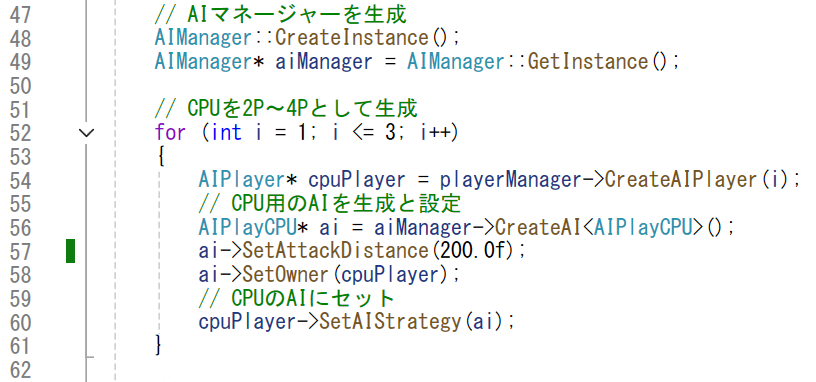 47 // AIマネージャーを生成
48 AIManager::CreateInstance();
49 AIManager* aiManager = AIManager::GetInstance();
50
51 // CPUを2P～4Pとして生成
52 for (int i = 1; i <= 3; i++)
53 {
54 AIPlayer* cpuPlayer = playerManager->CreateAIPlayer(i);
55 // CPU用のAIを生成と設定
56 AIPlayCPU* ai = aiManager->CreateAI<AIPlayCPU>();
57 ai->SetAttackDistance(200.0f);
58 ai->SetOwner(cpuPlayer);
59 // CPUのAIにセット
60 cpuPlayer->SetAIStrategy(ai);
61 }
62